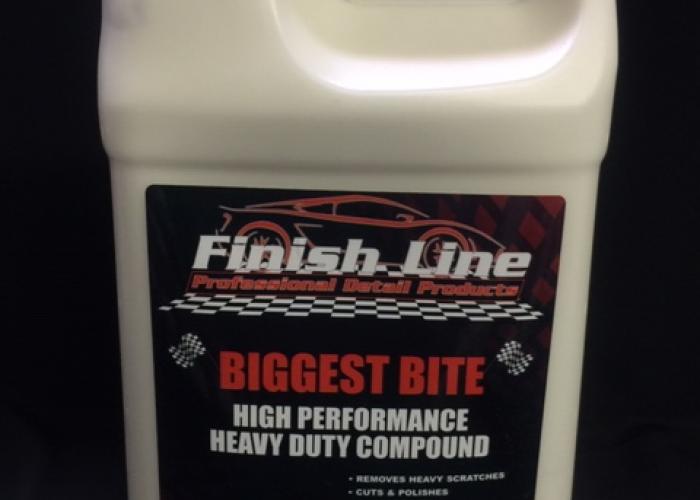 Finish Line
Professional Detail Products
BIGGEST BITE
HIGH PERFORMANCE
HEAVY DUTY COMPOUND
- REMOVES HEAVY SCRATCHES
- CUTS & POLISHES